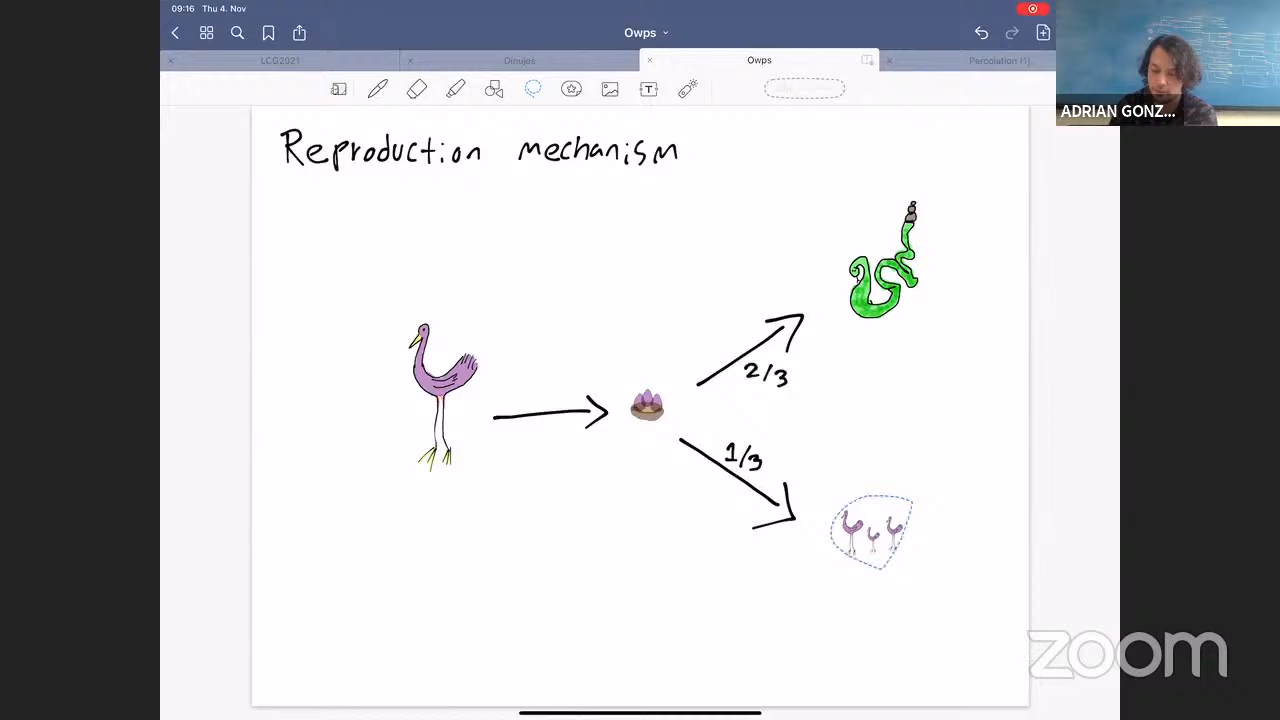 09:16 Thu 4. Nov
Owps
LCG2021
Dinujos
Owps
Percolation (1)
ADRIAN GONZ...
Reproduction mechanism
2/3
1/3
zoom